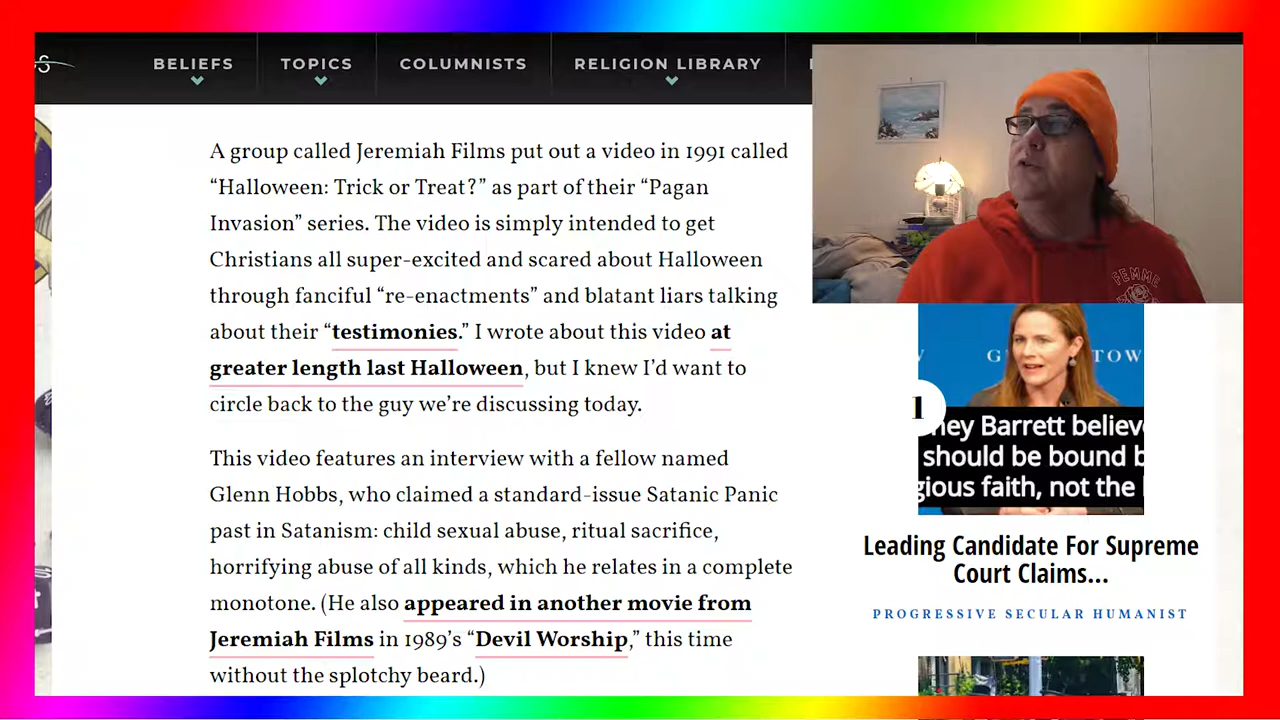 BELIEFS
TOPICS
COLUMNISTS
RELIGION LIBRARY
A group called Jeremiah Films put out a video in 1991 called
“Halloween: Trick or Treat?” as part of their “Pagan
Invasion” series. The video is simply intended to get
Christians all super-excited and scared about Halloween
through fanciful “re-enactments” and blatant liars talking
about their “testimonies.” I wrote about this video at
greater length last Halloween, but I knew I’d want to
circle back to the guy we’re discussing today.
This video features an interview with a fellow named
Glenn Hobbs, who claimed a standard-issue Satanic Panic
past in Satanism: child sexual abuse, ritual sacrifice,
horrifying abuse of all kinds, which he relates in a complete
monotone. (He also appeared in another movie from
Jeremiah Films in 1989’s “Devil Worship,” this time
without the splotchy beard.)
FEMME
1
Barrett
should be bound
faith, not the
Leading Candidate For Supreme
Court Claims...
PROGRESSIVE SECULAR HUMANIST